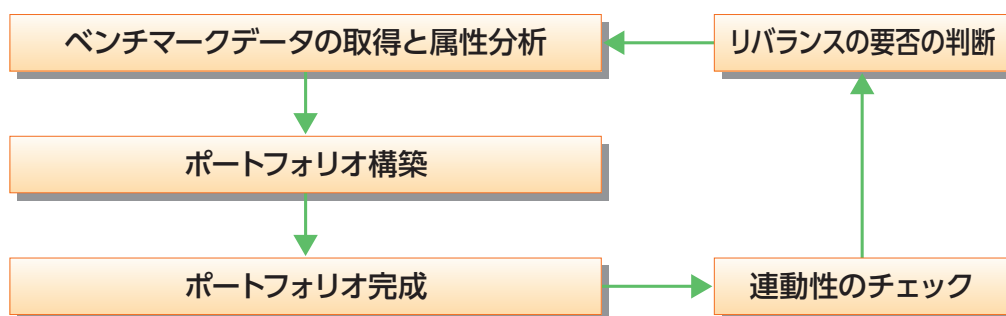 ベンチマークデータの取得と属性分析
リバランスの要否の判断
ポートフォリオ構築
ポートフォリオ完成
連動性のチェック